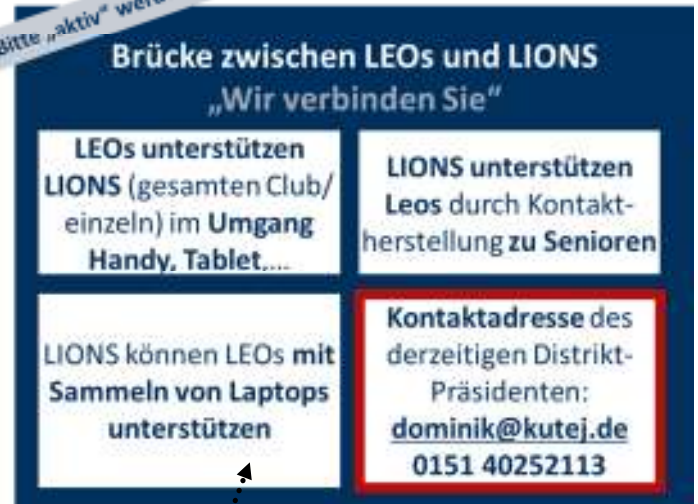 Bitte „aktiv“
Brücke zwischen LEOs und LIONS
„Wir verbinden Sie“
LEOs unterstützen
LIONS (gesamten Club/
einzeln) im Umgang
Handy, Tablet,...
LIONS unterstützen
Leos durch Kontakt-
herstellung zu Senioren
LIONS können LEOs mit
Sammeln von Laptops
unterstützen
Kontaktadresse des
derzeitigen Distrikt-
Präsidenten:
dominik@kutej.de
0151 40252113